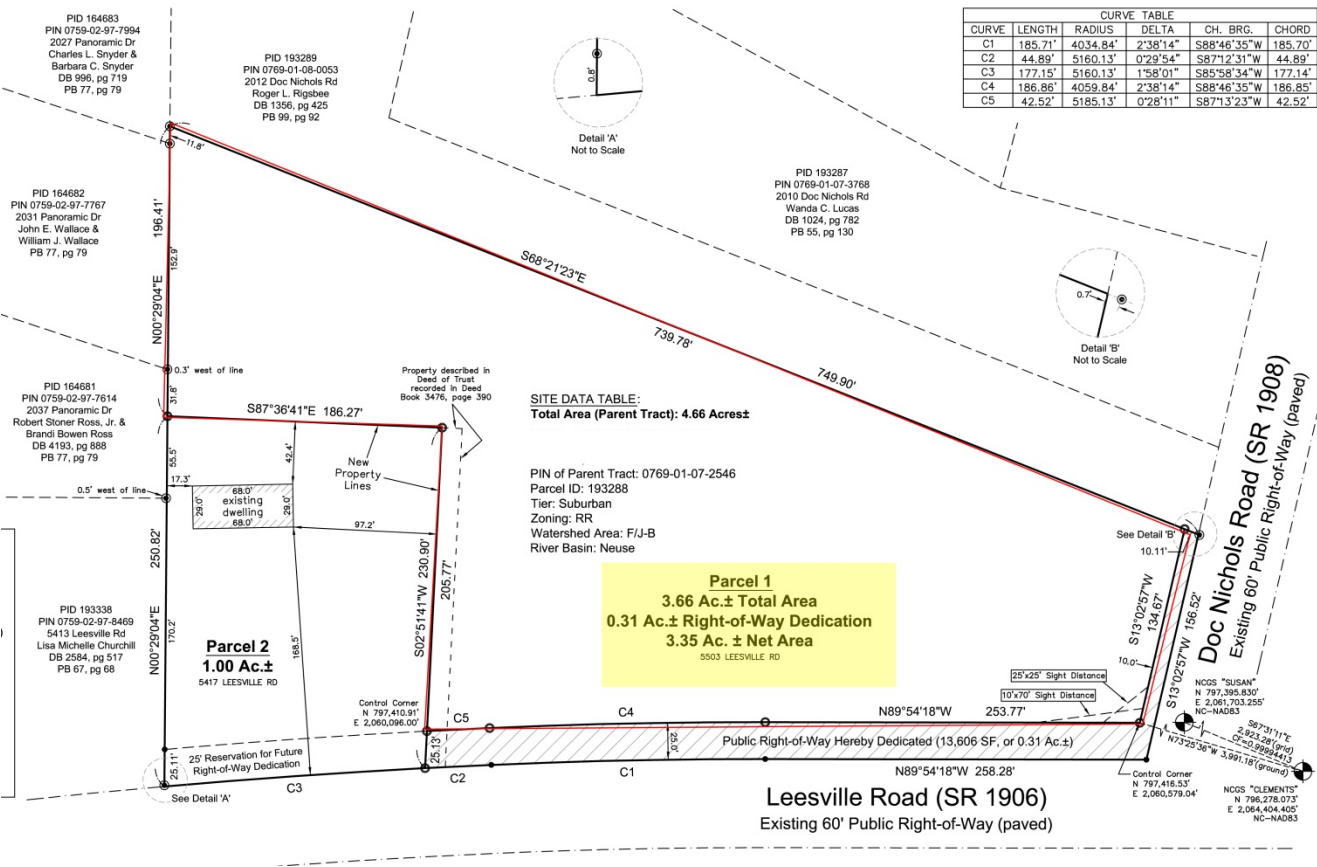 PID 164683
PIN 0759-02-97-7994
2027 Panoramic Dr
Charles L. Snyder &
Barbara C. Snyder
DB 996, pg 719
PB 77, pg 79
PID 193289
PIN 0769-01-08-0053
2012 Doc Nichols Rd
Roger L. Rigsbee
DB 1356, pg 425
PB 99, pg 92
0.8'
Detail 'A'
Not to Scale
CURVE TABLE
CURVE LENGTH RADIUS DELTA CH. BRG. CHORD
C1 185.71' 4034.84' 2°38'14" S88°46'35"W 185.70'
C2 44.89' 5160.13' 0°29'54" S87°12'31"W 44.89'
C3 177.15' 5160.13' 1°58'01" S85°58'34"W 177.14'
C4 186.86' 4059.84' 2°38'14" S88°46'35"W 186.85'
C5 42.52' 5185.13' 0°28'11" S87°13'23"W 42.52'
11.8'
PID 164682
PIN 0759-02-97-7767
2031 Panoramic Dr
John E. Wallace &
William J. Wallace
PB 77, pg 79
196.41'
152.9'
N00°29'04"E
PID 193287
PIN 0769-01-07-3768
2010 Doc Nichols Rd
Wanda C. Lucas
DB 1024, pg 782
PB 55, pg 130
S68°21'23"E
739.78'
749.90'
0.7'
Detail 'B'
Not to Scale
0.3' west of line
31.8'
PID 164681
PIN 0759-02-97-7614
2037 Panoramic Dr
Robert Stoner Ross, Jr. &
Brandi Bowen Ross
DB 4193, pg 888
PB 77, pg 79
S87°36'41"E 186.27'
Property described in
Deed of Trust
recorded in Deed
Book 3476, page 390
SITE DATA TABLE:
Total Area (Parent Tract): 4.66 Acres±
PIN of Parent Tract: 0769-01-07-2546
Parcel ID: 193288
Tier: Suburban
Zoning: RR
Watershed Area: F/J-B
River Basin: Neuse
New
Property
Lines
55.5'
42.4'
17.3'
0.5' west of line
68.0'
existing
dwelling
68.0'
29.0'
29.0'
97.2'
250.82'
170.2'
N00°29'04"E
S02°51'41"W 230.90'
205.77'
168.5'
PID 193338
PIN 0759-02-97-8469
5413 Leesville Rd
Lisa Michelle Churchill
DB 2584, pg 517
PB 67, pg 68
Parcel 2
1.00 Ac.±
5417 LEESVILLE RD
Parcel 1
3.66 Ac.± Total Area
0.31 Ac.± Right-of-Way Dedication
3.35 Ac. ± Net Area
5503 LEESVILLE RD
See Detail 'B'
10.11'
S13°02'57"W
134.67'
S13°02'57"W 156.52'
10.0'
Doc Nichols Road (SR 1908)
Existing 60' Public Right-of-Way (paved)
25'x25' Sight Distance
10'x70' Sight Distance
NCGS "SUSAN"
N 797,395.830'
E 2,061,703.255'
NC-NAD83
S67°31'11"E
2,923.28'(grid)
CF=0.99994413
N73°25'36"W 3,991.18'(ground)
Control Corner
N 797,410.91'
E 2,060,096.00'
C5
C4
N89°54'18"W 253.77'
25.13'
25.0'
Public Right-of-Way Hereby Dedicated (13,606 SF, or 0.31 Ac.±)
25' Reservation for Future
Right-of-Way Dedication
25.11'
See Detail 'A'
C3
C2
C1
N89°54'18"W 258.28'
Control Corner
N 797,416.53'
E 2,060,579.04'
NCGS "CLEMENTS"
N 796,278.073'
E 2,064,404.405'
NC-NAD83
Leesville Road (SR 1906)
Existing 60' Public Right-of-Way (paved)